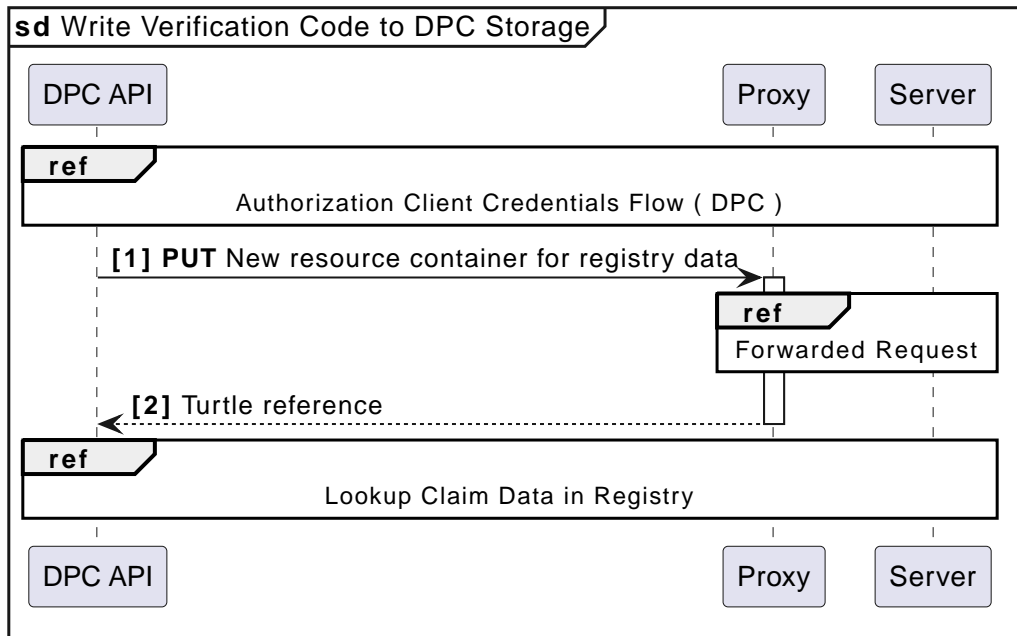 sd Write Verification Code to DPC Storage
DPC API
Proxy
Server
ref
Authorization Client Credentials Flow ( DPC )
[1] PUT New resource container for registry data
ref
Forwarded Request
[2] Turtle reference
ref
Lookup Claim Data in Registry
DPC API
Proxy
Server